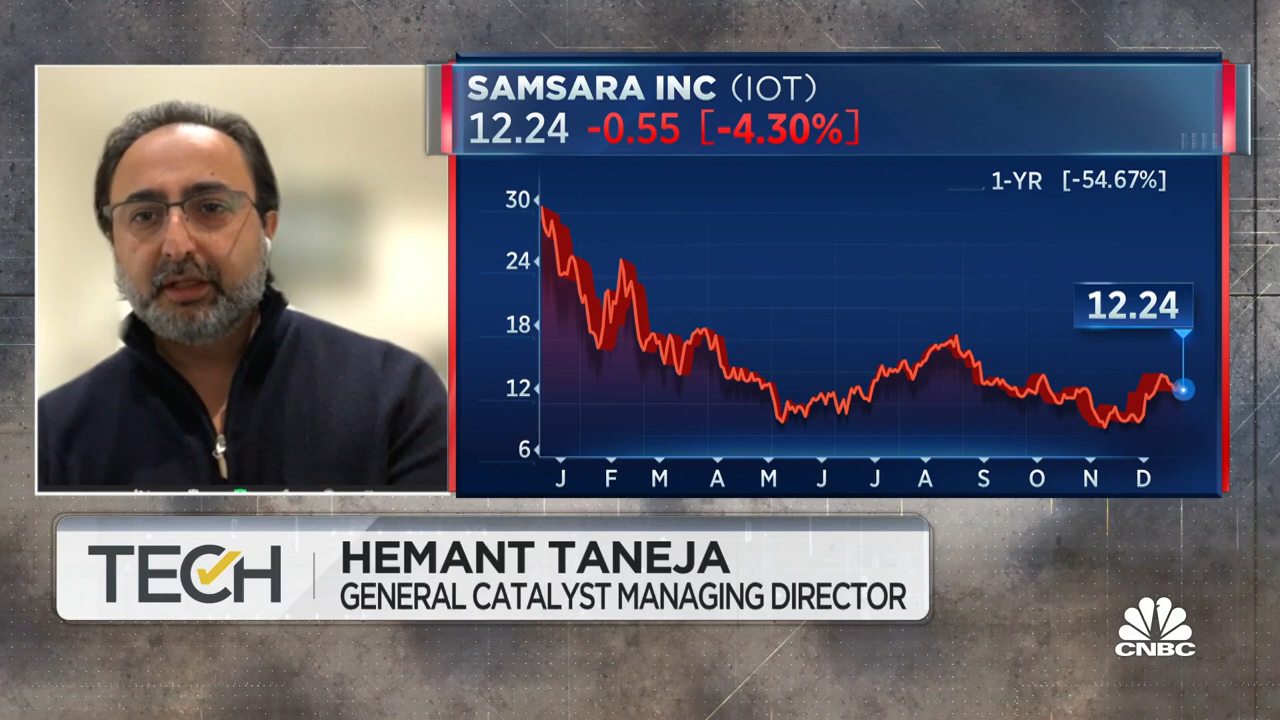 SAMSARA INC (IOT)
12.24 -0.55 [-4.30%]
1-YR [-54.67%]
30
24
18
12
6
12.24
J F M A M J J A S O N D
TECH
HEMANT TANEJA
GENERAL CATALYST MANAGING DIRECTOR
CNBC